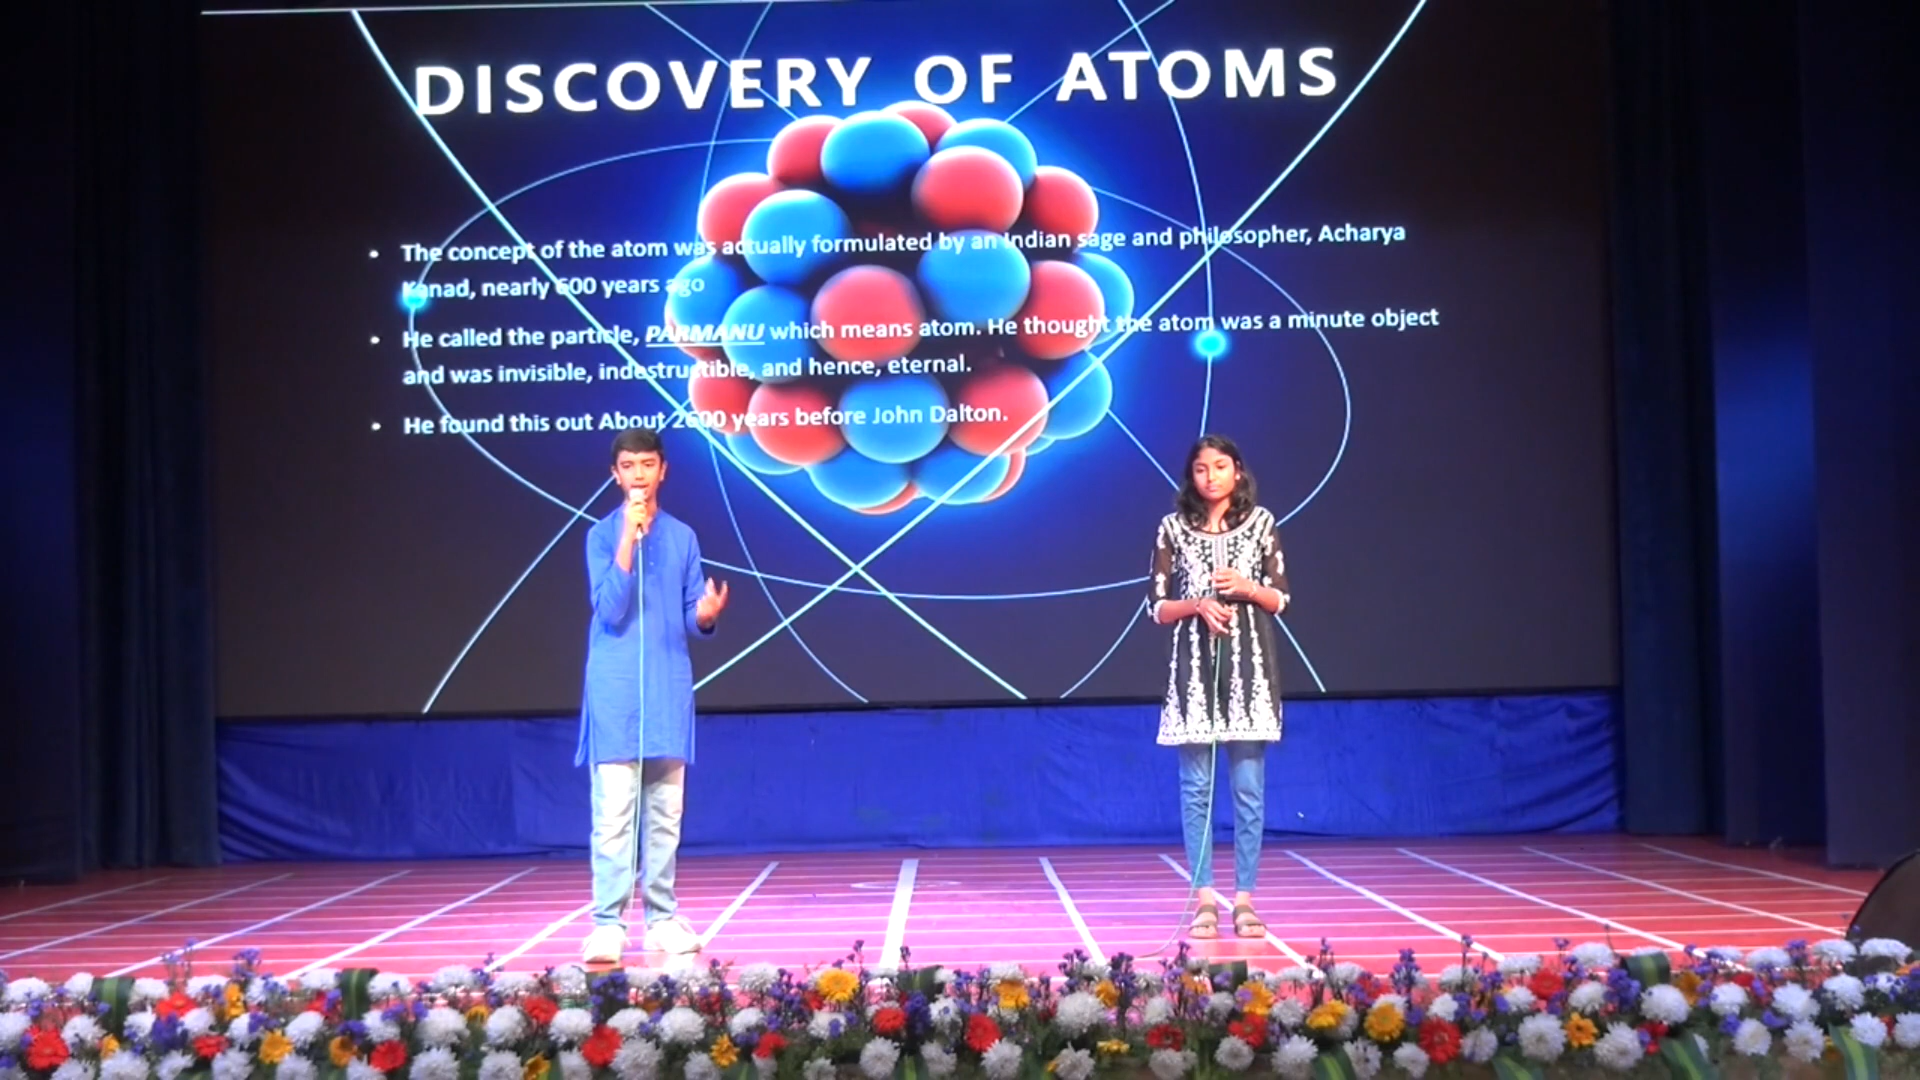 DISCOVERY OF ATOMS
• The concept of the atom was actually formulated by an Indian sage and philosopher, Acharya
Kanad, nearly 600 years ago
• He called the particle, PARMANU which means atom. He thought the atom was a minute object
and was invisible, indestructible, and hence, eternal.
• He found this out About 2600 years before John Dalton.